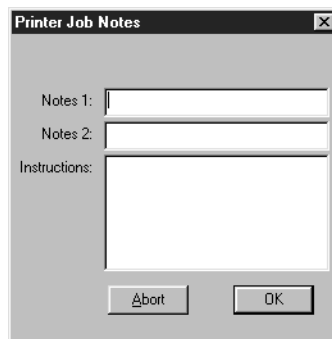 Printer Job Notes
Notes 1:
Notes 2:
Instructions:
Abort OK